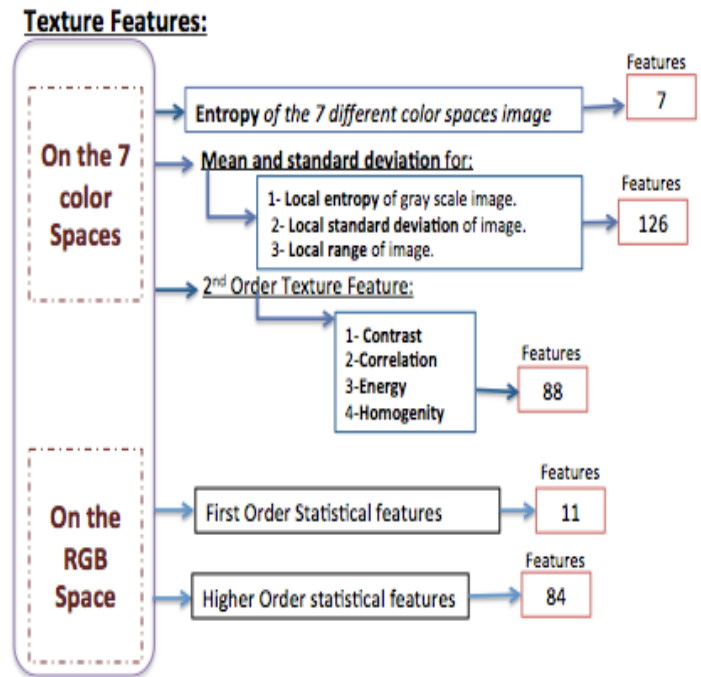 Texture Features:
On the 7
color
Spaces
Entropy of the 7 different color spaces image
Features
7
Mean and standard deviation for:
1- Local entropy of gray scale image.
2- Local standard deviation of image.
3- Local range of image.
Features
126
2nd Order Texture Feature:
1- Contrast
2-Correlation
3-Energy
4-Homogenity
Features
88
On the
RGB
Space
First Order Statistical features
Features
11
Higher Order statistical features
Features
84